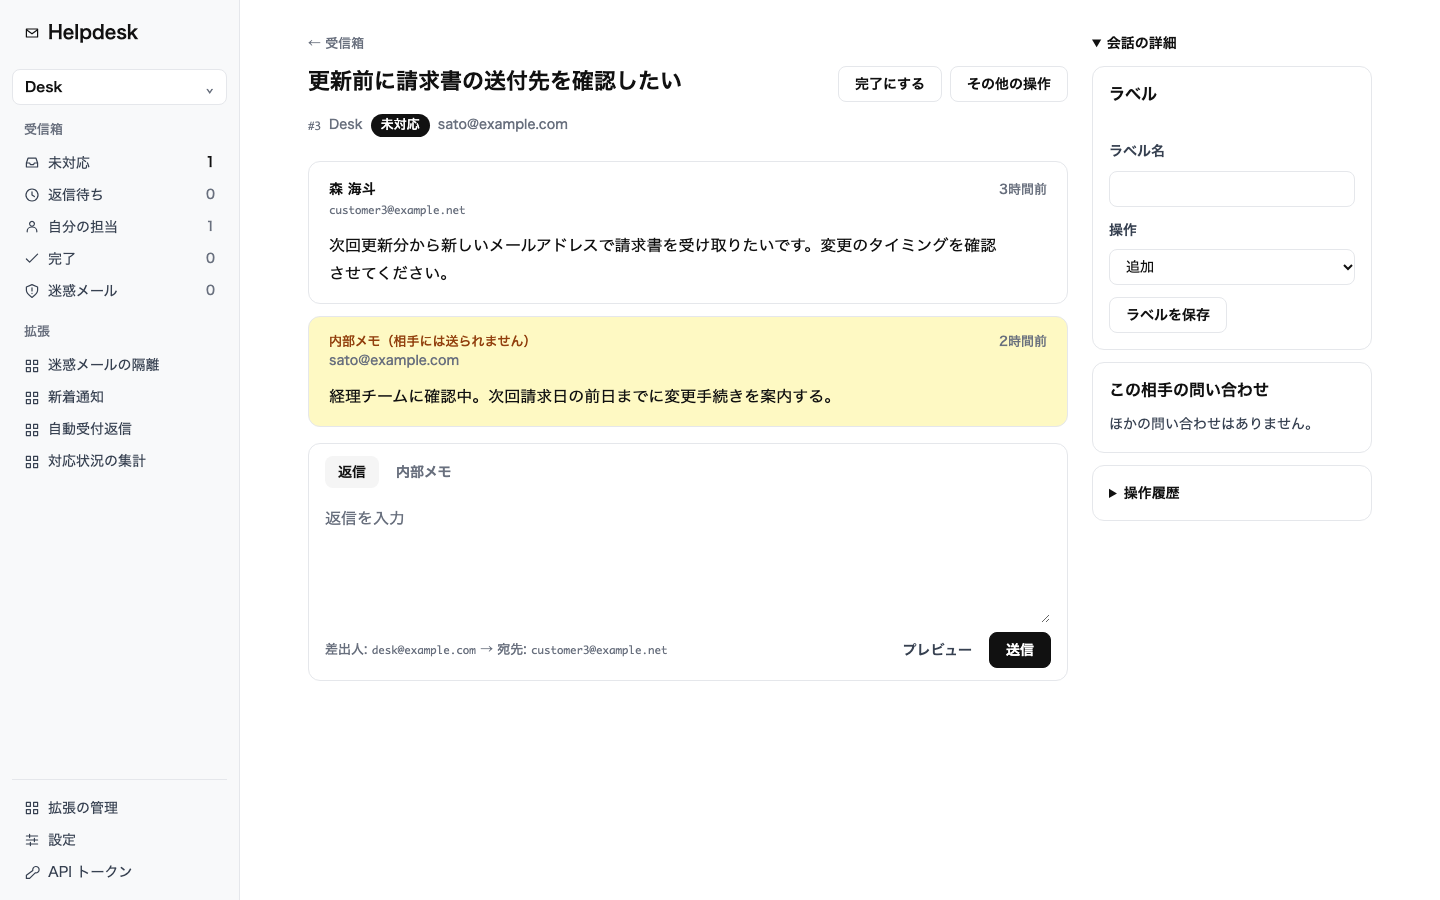 Helpdesk
Desk
受信箱
未対応 1
返信待ち 0
自分の担当 1
完了 0
迷惑メール 0
拡張
迷惑メールの隔離
新着通知
自動受付返信
対応状況の集計
拡張の管理
設定
API トークン
← 受信箱
更新前に請求書の送付先を確認したい
完了にする
その他の操作
#3 Desk 未対応 sato@example.com
森 海斗 3時間前
customer3@example.net
次回更新分から新しいメールアドレスで請求書を受け取りたいです。変更のタイミングを確認
させてください。
内部メモ（相手には送られません） 2時間前
sato@example.com
経理チームに確認中。次回請求日の前日までに変更手続きを案内する。
返信 内部メモ
返信を入力
差出人: desk@example.com → 宛先: customer3@example.net
プレビュー 送信
▼ 会話の詳細
ラベル
ラベル名
操作
追加
ラベルを保存
この相手の問い合わせ
ほかの問い合わせはありません。
▶ 操作履歴